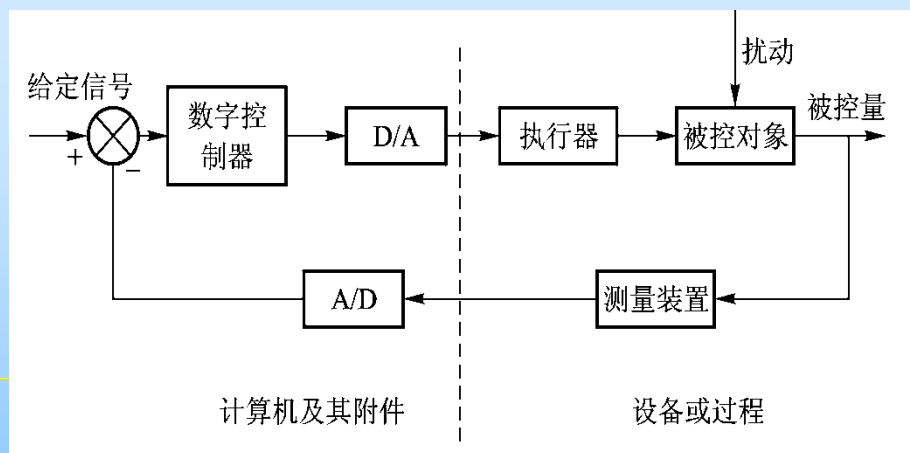 扰动
给定信号
被控量
数字控
制器
D/A
执行器
被控对象
+
−
A/D
测量装置
计算机及其附件
设备或过程